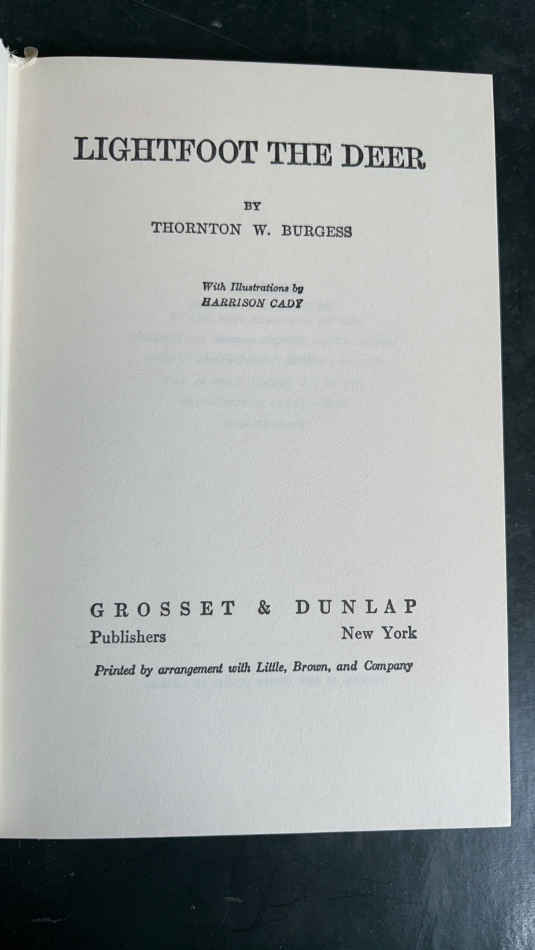 LIGHTFOOT THE DEER
BY
THORNTON W. BURGESS
With Illustrations by
HARRISON CADY
GROSSET & DUNLAP
Publishers New York
Printed by arrangement with Little, Brown, and Company